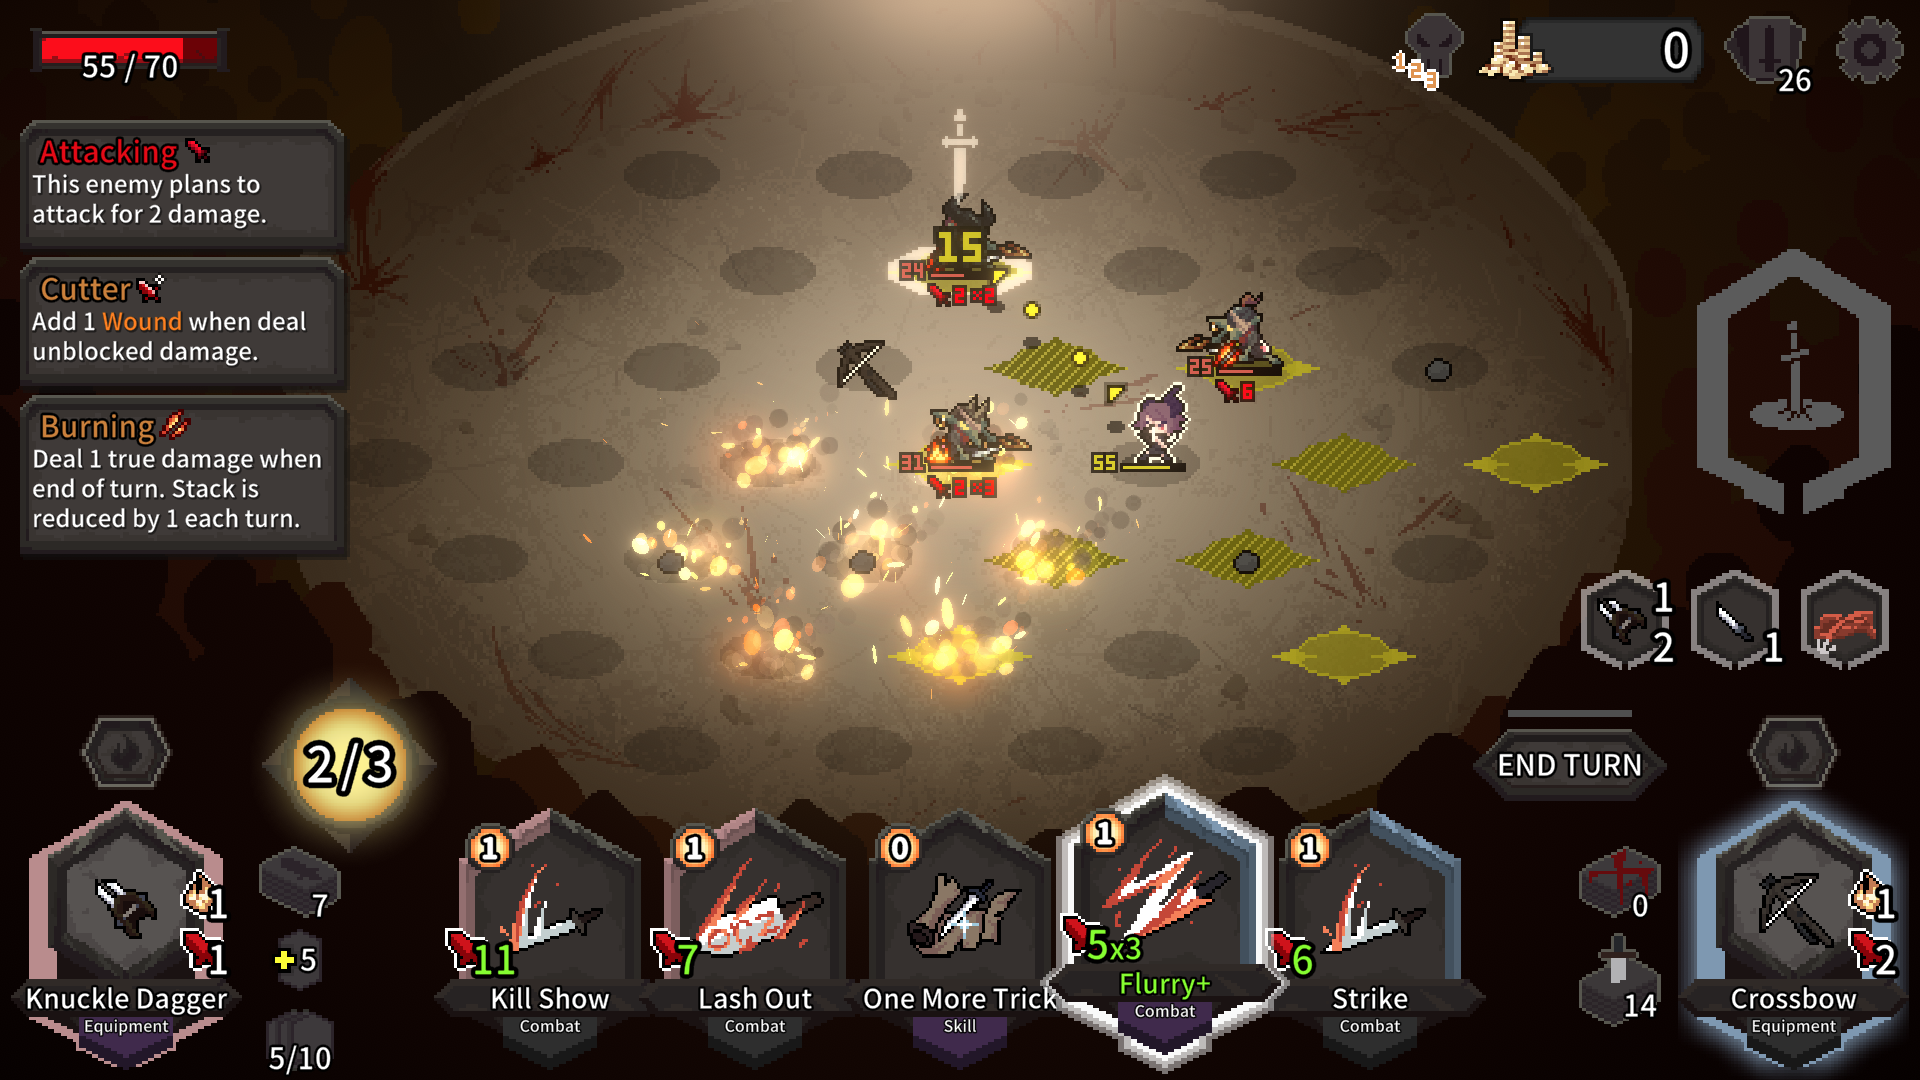 55 / 70
123
0
26
Attacking
This enemy plans to
attack for 2 damage.
Cutter
Add 1 Wound when deal
unblocked damage.
Burning
Deal 1 true damage when
end of turn. Stack is
reduced by 1 each turn.
15
24
2 ×2
25
6
31
2 ×3
55
1
2
1
2/3
END TURN
1
1
Knuckle Dagger
Equipment
7
+5
5/10
1
11
Kill Show
Combat
1
7
Lash Out
Combat
0
One More Trick
Skill
1
5x3
Flurry+
Combat
1
6
Strike
Combat
0
14
1
2
Crossbow
Equipment